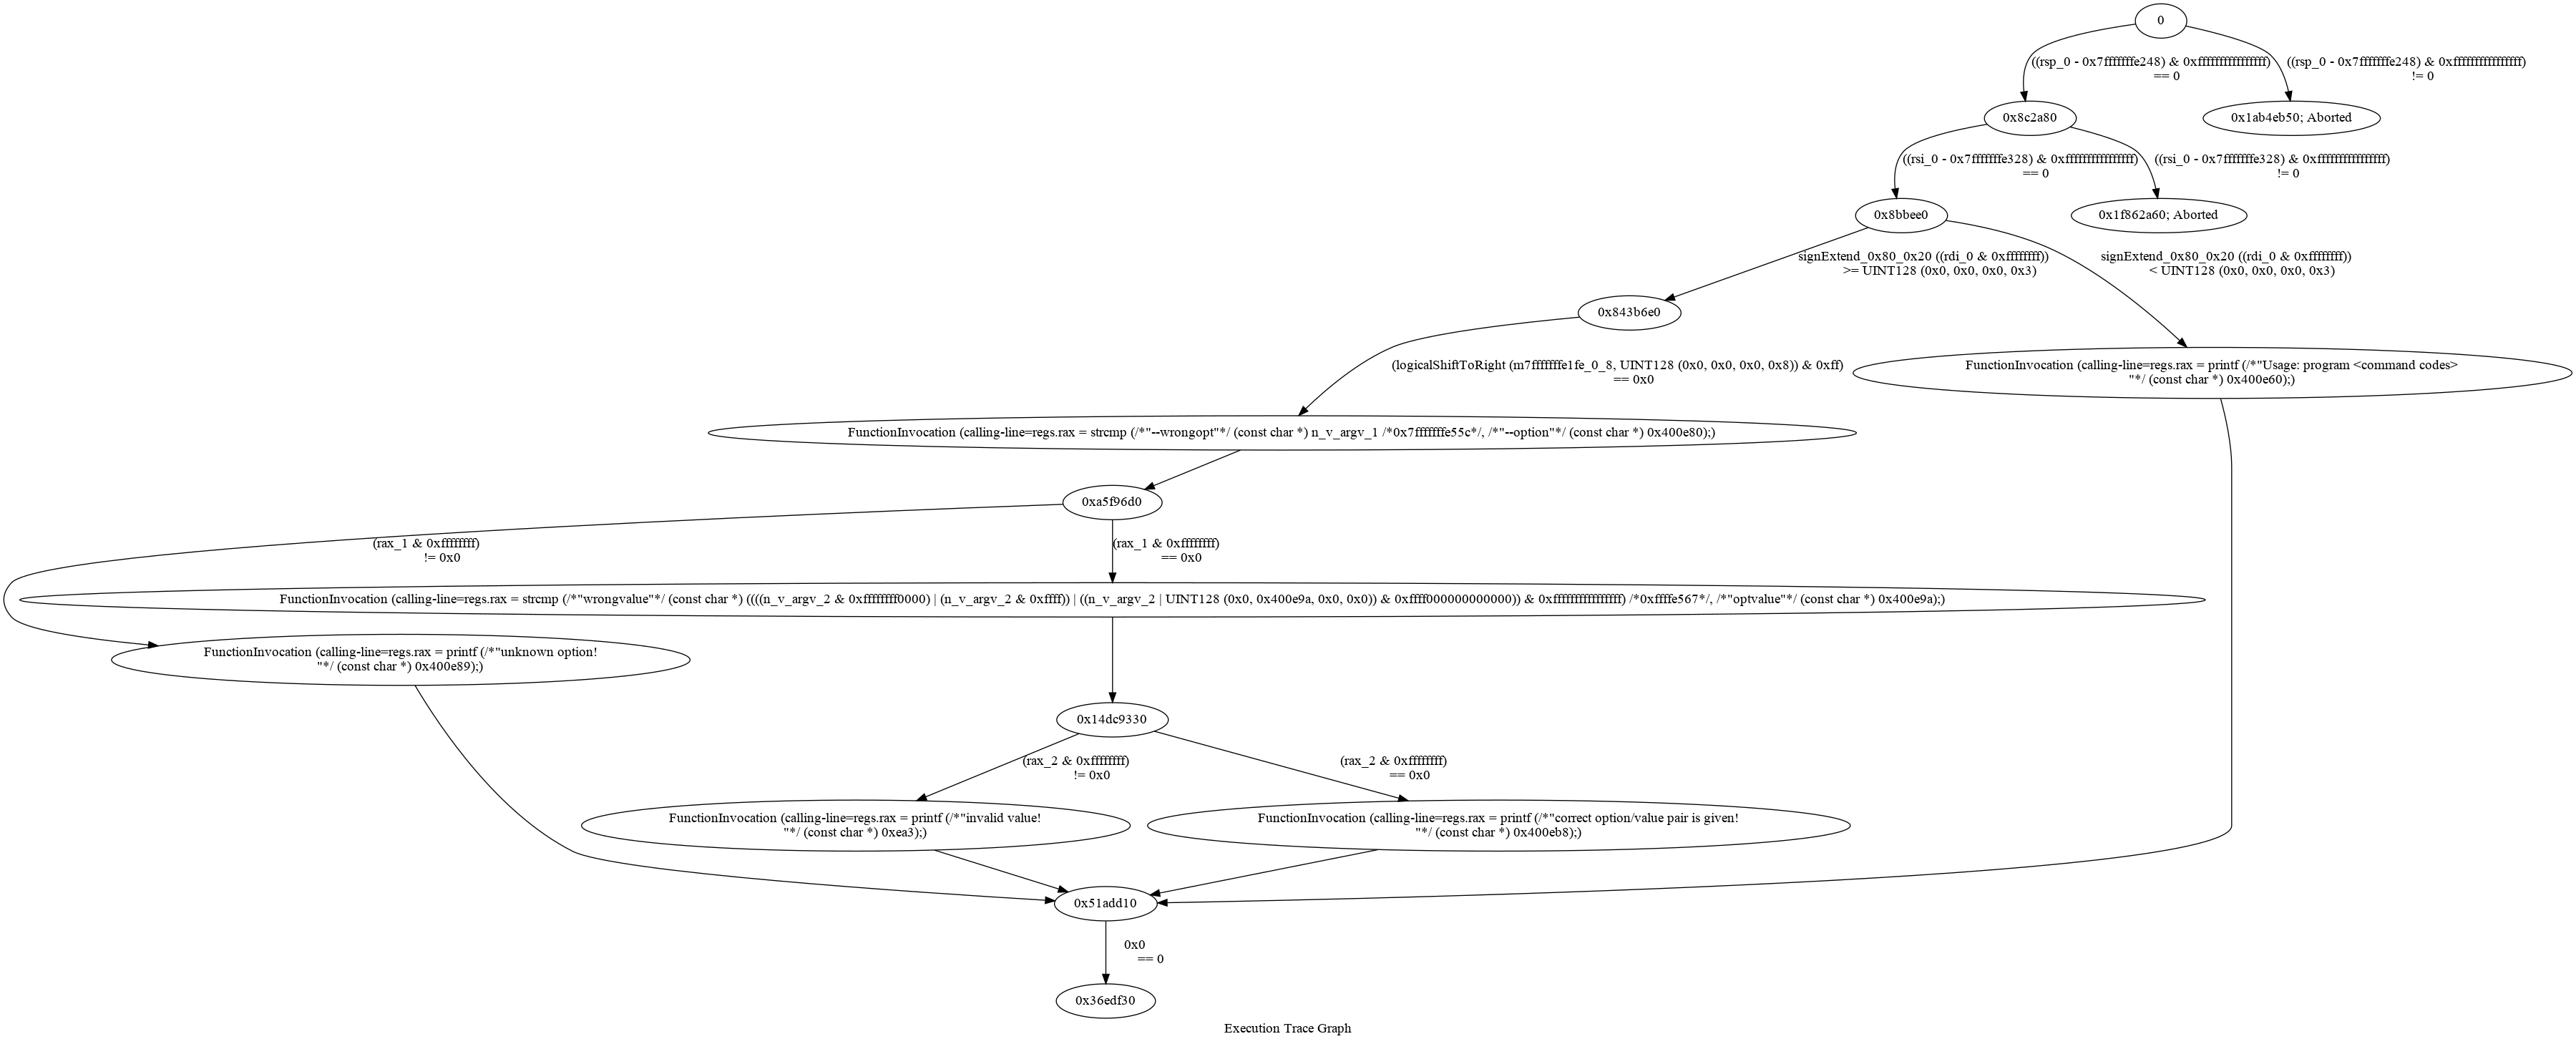 0
((rsp_0 - 0x7fffffffe248) & 0xffffffffffffffff)
== 0
((rsp_0 - 0x7fffffffe248) & 0xffffffffffffffff)
!= 0
0x8c2a80
0x1ab4eb50; Aborted
((rsi_0 - 0x7fffffffe328) & 0xffffffffffffffff)
== 0
((rsi_0 - 0x7fffffffe328) & 0xffffffffffffffff)
!= 0
0x8bbee0
0x1f862a60; Aborted
signExtend_0x80_0x20 ((rdi_0 & 0xffffffff))
>= UINT128 (0x0, 0x0, 0x0, 0x3)
signExtend_0x80_0x20 ((rdi_0 & 0xffffffff))
< UINT128 (0x0, 0x0, 0x0, 0x3)
0x843b6e0
(logicalShiftToRight (m7fffffffe1fe_0_8, UINT128 (0x0, 0x0, 0x0, 0x8)) & 0xff)
== 0x0
FunctionInvocation (calling-line=regs.rax = printf (/*"Usage: program <command codes>
"*/ (const char *) 0x400e60);)
FunctionInvocation (calling-line=regs.rax = strcmp (/*"--wrongopt"*/ (const char *) n_v_argv_1 /*0x7fffffffe55c*/, /*"--option"*/ (const char *) 0x400e80);)
0xa5f96d0
(rax_1 & 0xffffffff)
!= 0x0
(rax_1 & 0xffffffff)
== 0x0
FunctionInvocation (calling-line=regs.rax = strcmp (/*"wrongvalue"*/ (const char *) ((((n_v_argv_2 & 0xffffffff0000) | (n_v_argv_2 & 0xffff)) | ((n_v_argv_2 | UINT128 (0x0, 0x400e9a, 0x0, 0x0)) & 0xffff000000000000)) & 0xffffffffffffffff) /*0xffffe567*/, /*"optvalue"*/ (const char *) 0x400e9a);)
FunctionInvocation (calling-line=regs.rax = printf (/*"unknown option!
"*/ (const char *) 0x400e89);)
0x14dc9330
(rax_2 & 0xffffffff)
!= 0x0
(rax_2 & 0xffffffff)
== 0x0
FunctionInvocation (calling-line=regs.rax = printf (/*"invalid value!
"*/ (const char *) 0xea3);)
FunctionInvocation (calling-line=regs.rax = printf (/*"correct option/value pair is given!
"*/ (const char *) 0x400eb8);)
0x51add10
0x0
== 0
0x36edf30
Execution Trace Graph